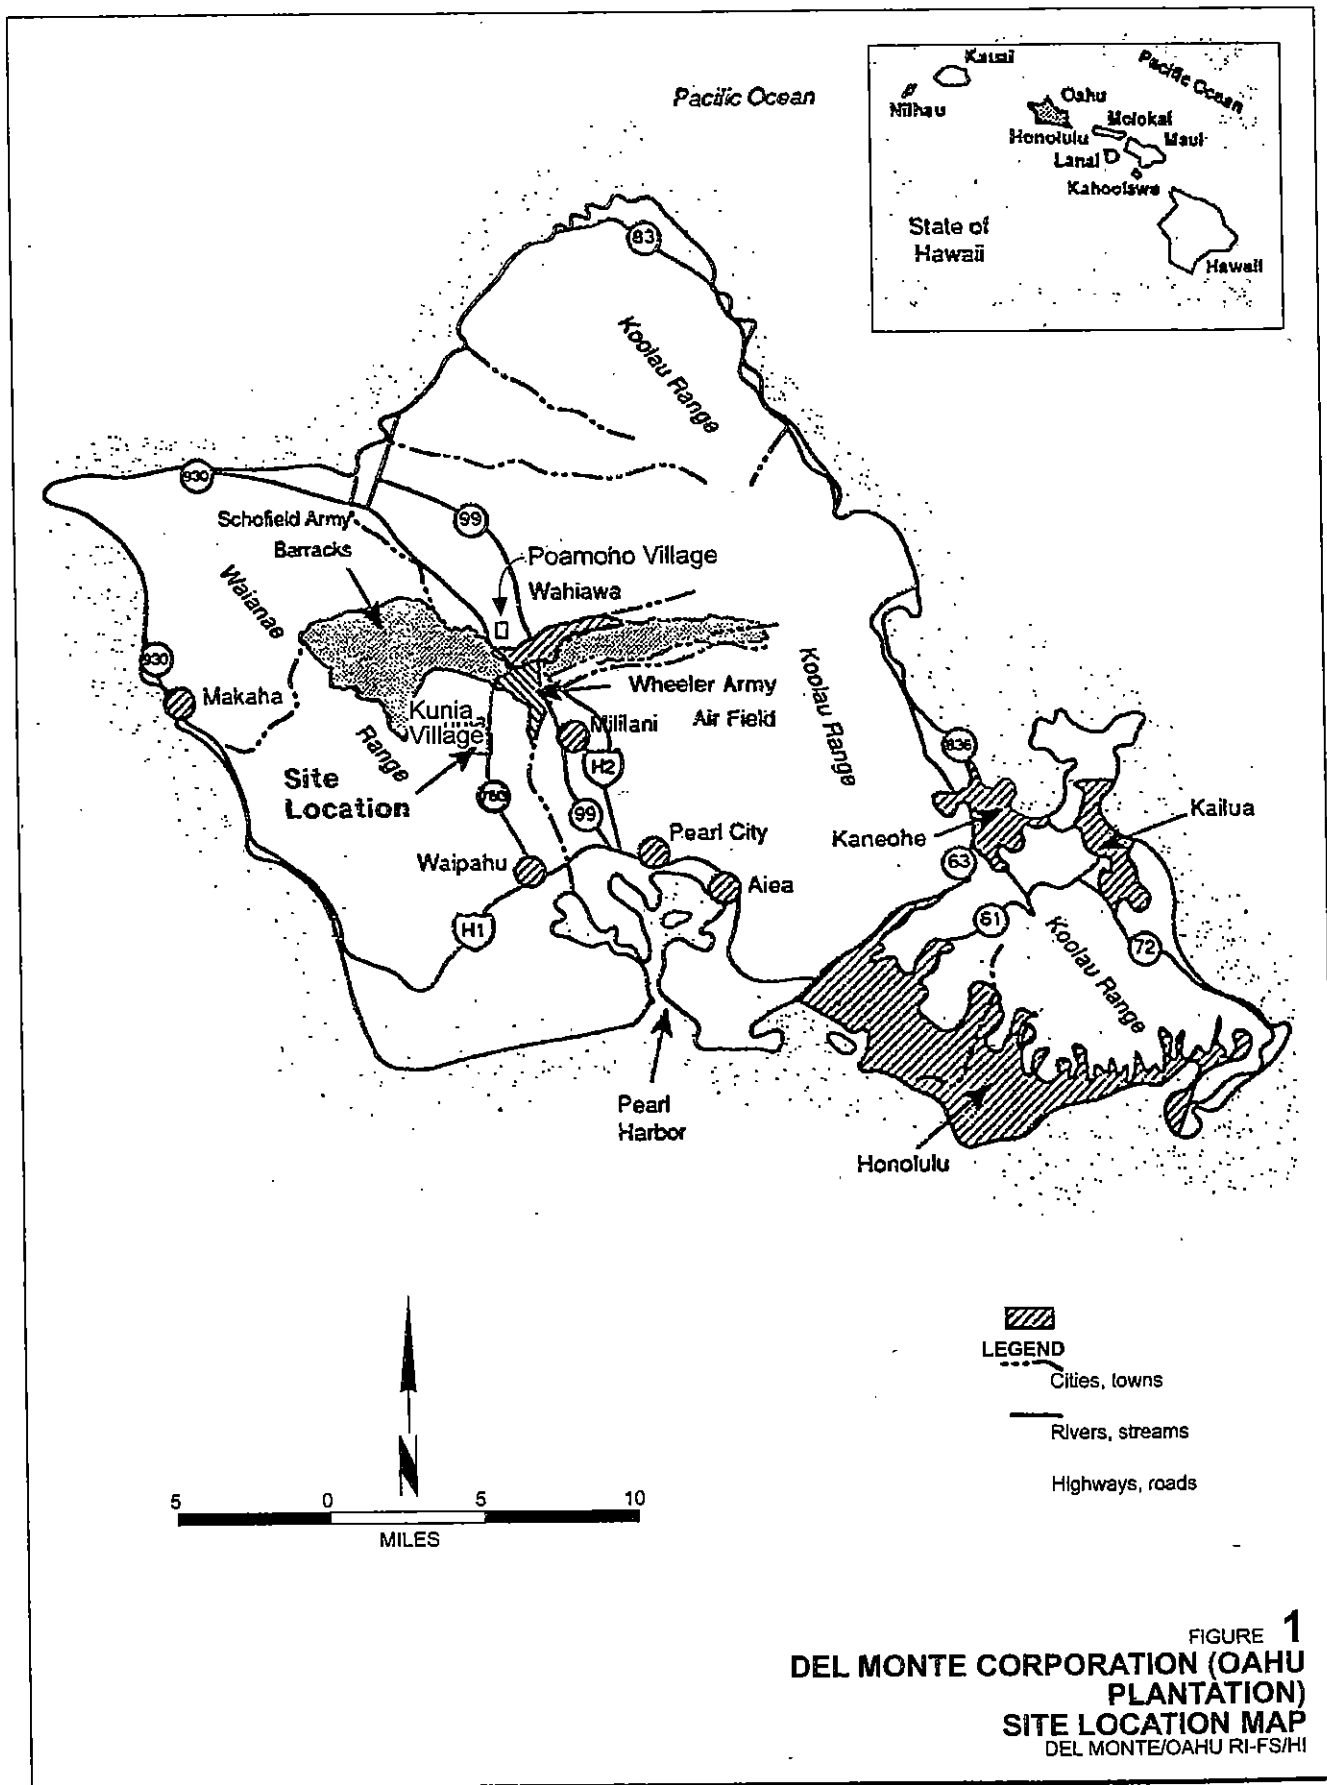 Pacific Ocean
Kauai
Niihau
Oahu
Honolulu
Molokai
Maui
Lanai
Kahoolawe
Hawaii
Pacific Ocean
State of
Hawaii
83
Koolau Range
930
99
Schofield Army
Barracks
Poamoho Village
Wahiawa
Waianae
Range
930
Makaha
Kunia
Village
Wheeler Army
Air Field
Koolau Range
Mililani
H2
Site
Location
99
836
Kailua
Kaneohe
63
Pearl City
Waipahu
Aiea
H1
61
Koolau Range
72
Pearl
Harbor
Honolulu
LEGEND
Cities, towns
Rivers, streams
Highways, roads
N
5 0 5 10
MILES
FIGURE 1
DEL MONTE CORPORATION (OAHU
PLANTATION)
SITE LOCATION MAP
DEL MONTE/OAHU RI-FS/HI